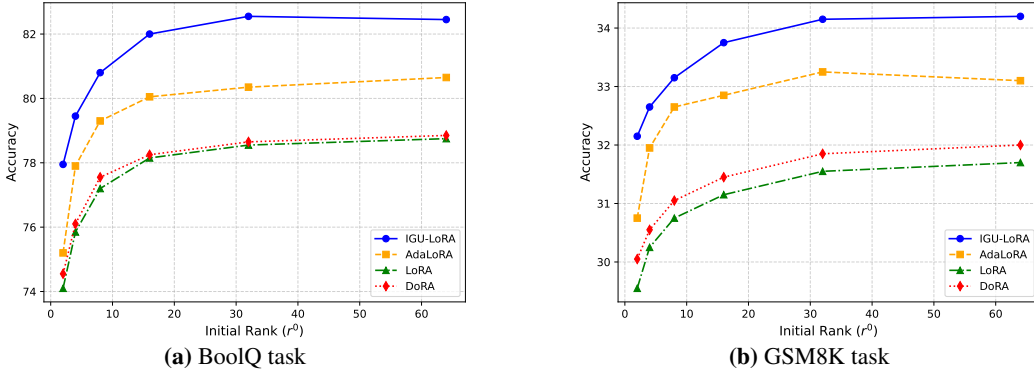 82
80
78
76
74
Accuracy
0
10
20
30
40
50
60
Initial Rank (r⁰)
IGU-LoRA
AdaLoRA
LoRA
DoRA
(a) BoolQ task
34
33
32
31
30
Accuracy
0
10
20
30
40
50
60
Initial Rank (r⁰)
IGU-LoRA
AdaLoRA
LoRA
DoRA
(b) GSM8K task